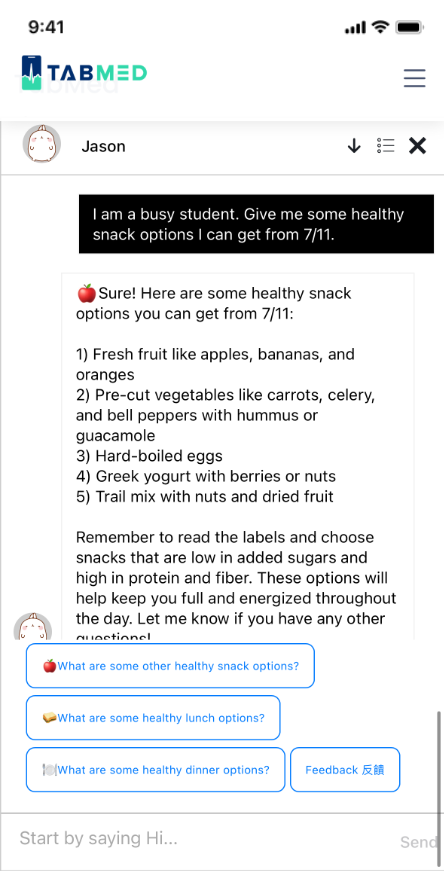 9:41
TABMED
TabMed
Jason
I am a busy student. Give me some healthy
snack options I can get from 7/11.
🍎Sure! Here are some healthy snack
options you can get from 7/11:
1) Fresh fruit like apples, bananas, and
oranges
2) Pre-cut vegetables like carrots, celery,
and bell peppers with hummus or
guacamole
3) Hard-boiled eggs
4) Greek yogurt with berries or nuts
5) Trail mix with nuts and dried fruit
Remember to read the labels and choose
snacks that are low in added sugars and
high in protein and fiber. These options will
help keep you full and energized throughout
the day. Let me know if you have any other
questions!
🍎What are some other healthy snack options?
🥪What are some healthy lunch options?
🍽️What are some healthy dinner options?
Feedback 反饋
Start by saying Hi...
Send